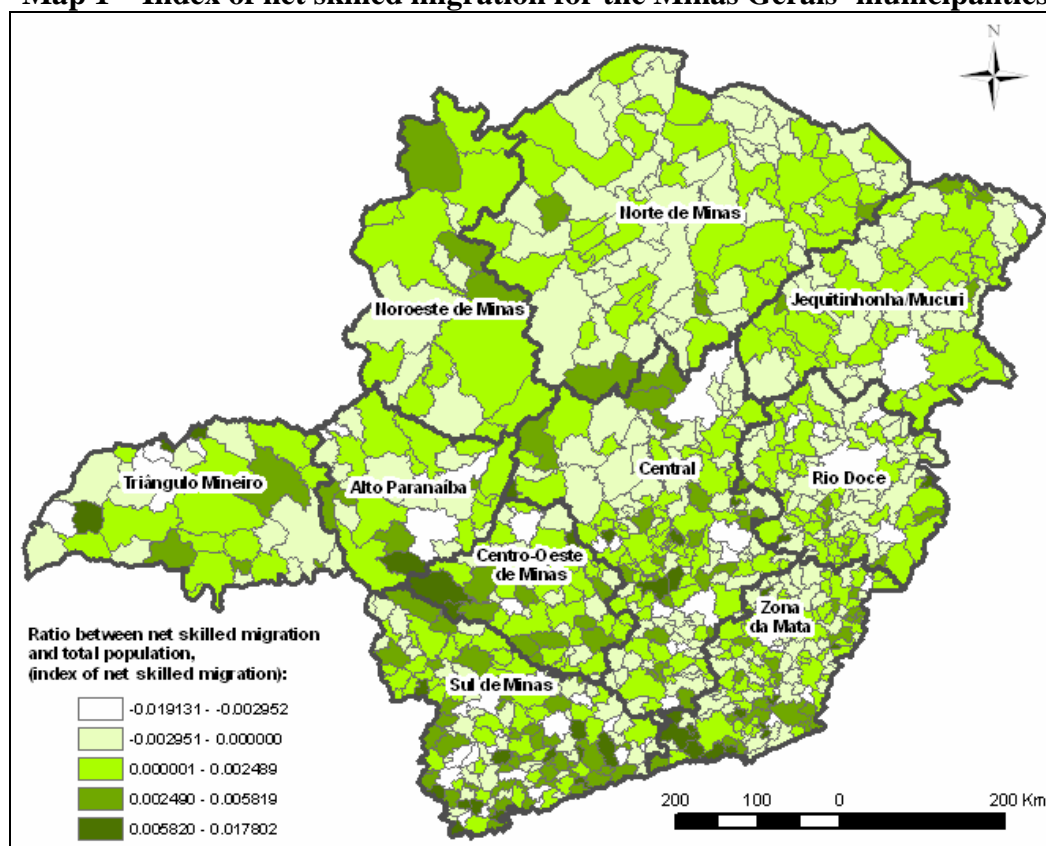 Map 1 – Index of net skilled migration for the Minas Gerais' municipalities
N
Norte de Minas
Jequitinhonha/Mucuri
Noroeste de Minas
Central
Triângulo Mineiro
Alto Paranaíba
Rio Doce
Centro-Oeste
de Minas
Zona
da Mata
Sul de Minas
Ratio between net skilled migration
and total population,
(index of net skilled migration):
-0.019131 - -0.002952
-0.002951 - 0.000000
0.000001 - 0.002489
0.002490 - 0.005819
0.005820 - 0.017802
200 100 0 200 Km